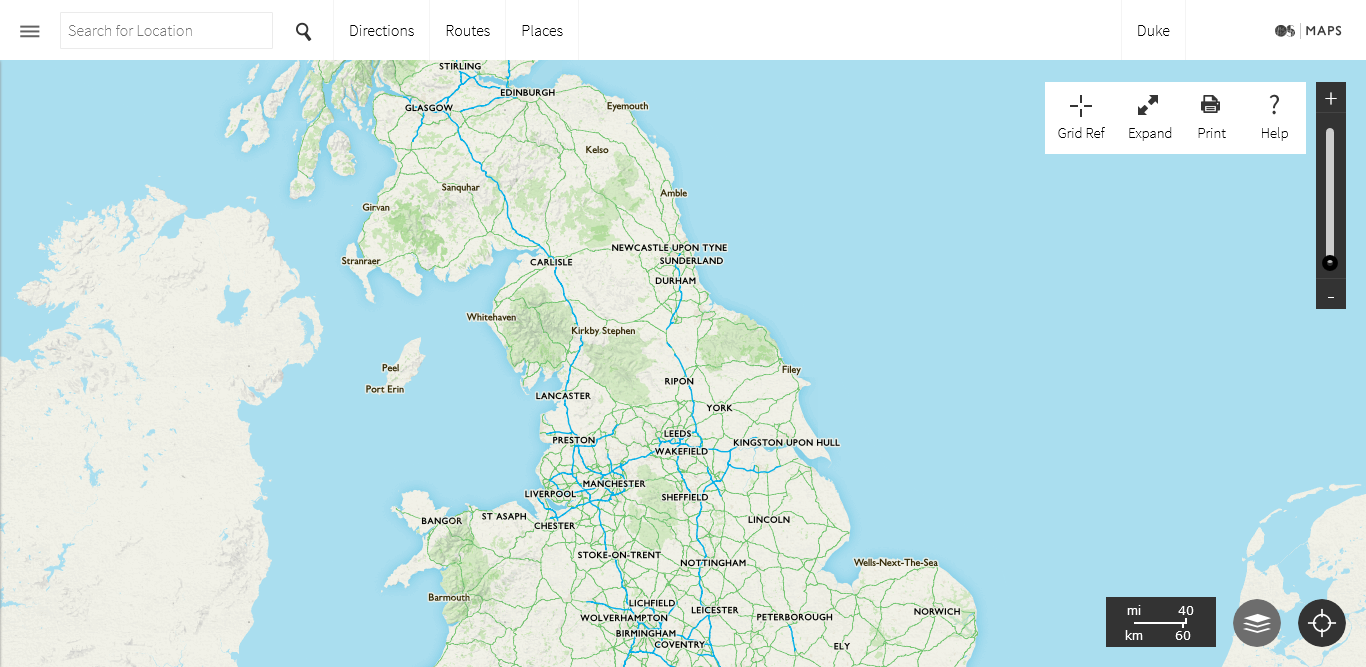 Search for Location
Directions
Routes
Places
Duke
OS MAPS
Grid Ref
Expand
Print
?
Help
+
-
STIRLING
EDINBURGH
GLASGOW
Eyemouth
Kelso
Sanquhar
Amble
Girvan
NEWCASTLE UPON TYNE
Stranraer
CARLISLE
SUNDERLAND
DURHAM
Whitehaven
Kirkby Stephen
Peel
Filey
Port Erin
RIPON
LANCASTER
YORK
PRESTON
LEEDS
KINGSTON UPON HULL
WAKEFIELD
MANCHESTER
LIVERPOOL
SHEFFIELD
BANGOR
ST ASAPH
CHESTER
LINCOLN
STOKE-ON-TRENT
NOTTINGHAM
Wells-Next-The-Sea
Barmouth
LICHFIELD
LEICESTER
WOLVERHAMPTON
PETERBOROUGH
NORWICH
BIRMINGHAM
COVENTRY
ELY
mi 40
km 60